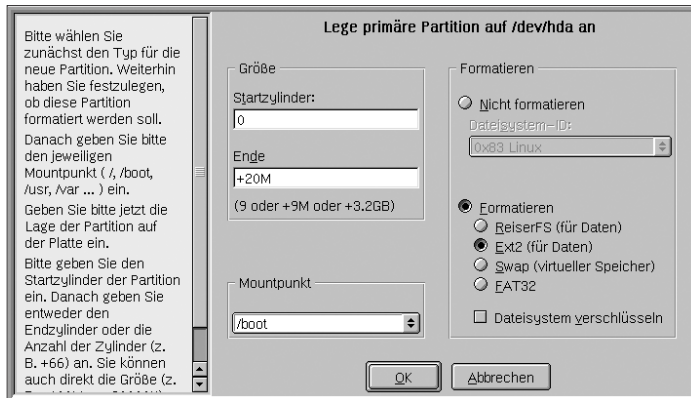 Bitte wählen Sie
zunächst den Typ für die
neue Partition. Weiterhin
haben Sie festzulegen,
ob diese Partition
formatiert werden soll.
Danach geben Sie bitte
den jeweiligen
Mountpunkt ( /, /boot,
/usr, /var ... ) ein.
Geben Sie bitte jetzt die
Lage der Partition auf
der Platte ein.
Bitte geben Sie den
Startzylinder der Partition
ein. Danach geben Sie
entweder den
Endzylinder oder die
Anzahl der Zylinder (z.
B. +66) an. Sie können
auch direkt die Größe (z.
Lege primäre Partition auf /dev/hda an
Größe
Startzylinder:
0
Ende
+20M
(9 oder +9M oder +3.2GB)
Mountpunkt
/boot
Formatieren
Nicht formatieren
Dateisystem-ID:
0x83 Linux
Formatieren
ReiserFS (für Daten)
Ext2 (für Daten)
Swap (virtueller Speicher)
FAT32
Dateisystem verschlüsseln
OK
Abbrechen